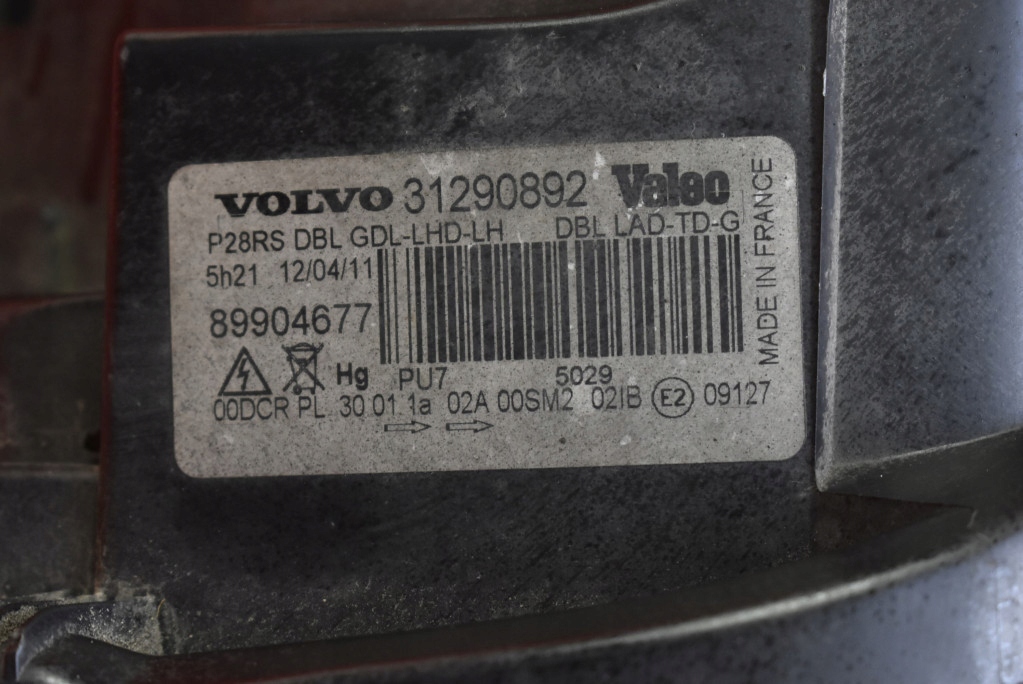 VOLVO 31290892 Valeo
P28RS DBL GDL-LHD-LH DBL LAD-TD-G
5h21 12/04/11
89904677
Hg PU7 5029
00DCR PL 30 01 1a 02A 00SM2 02IB E2 09127
MADE IN FRANCE